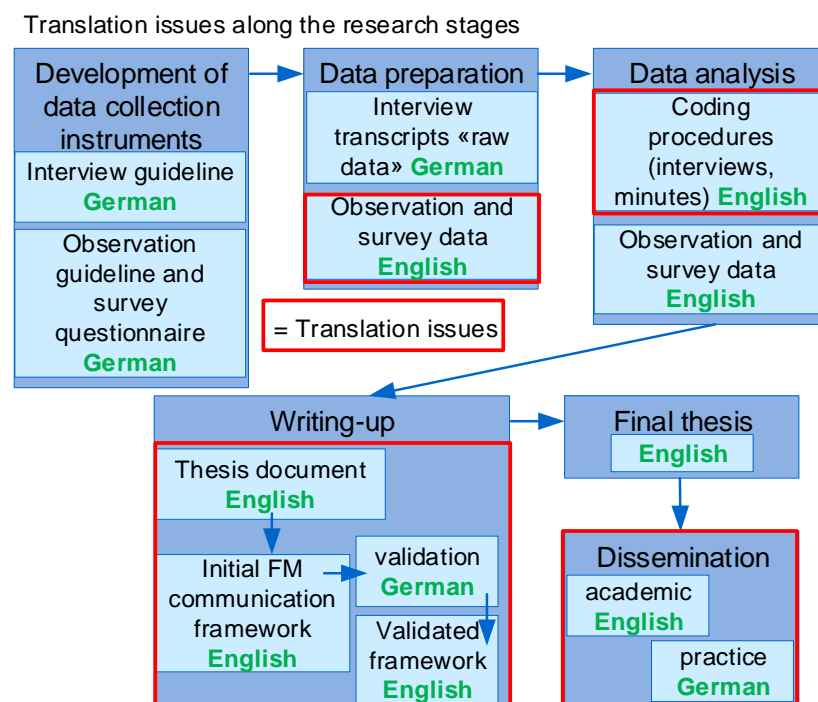 Translation issues along the research stages
Development of
data collection
instruments
Interview guideline
German
Observation
guideline and
survey
questionnaire
German
Data preparation
Interview
transcripts «raw
data» German
Observation and
survey data
English
= Translation issues
Data analysis
Coding
procedures
(interviews,
minutes) English
Observation and
survey data
English
Writing-up
Thesis document
English
Initial FM
communication
framework
English
validation
German
Validated
framework
English
Final thesis
English
Dissemination
academic
English
practice
German